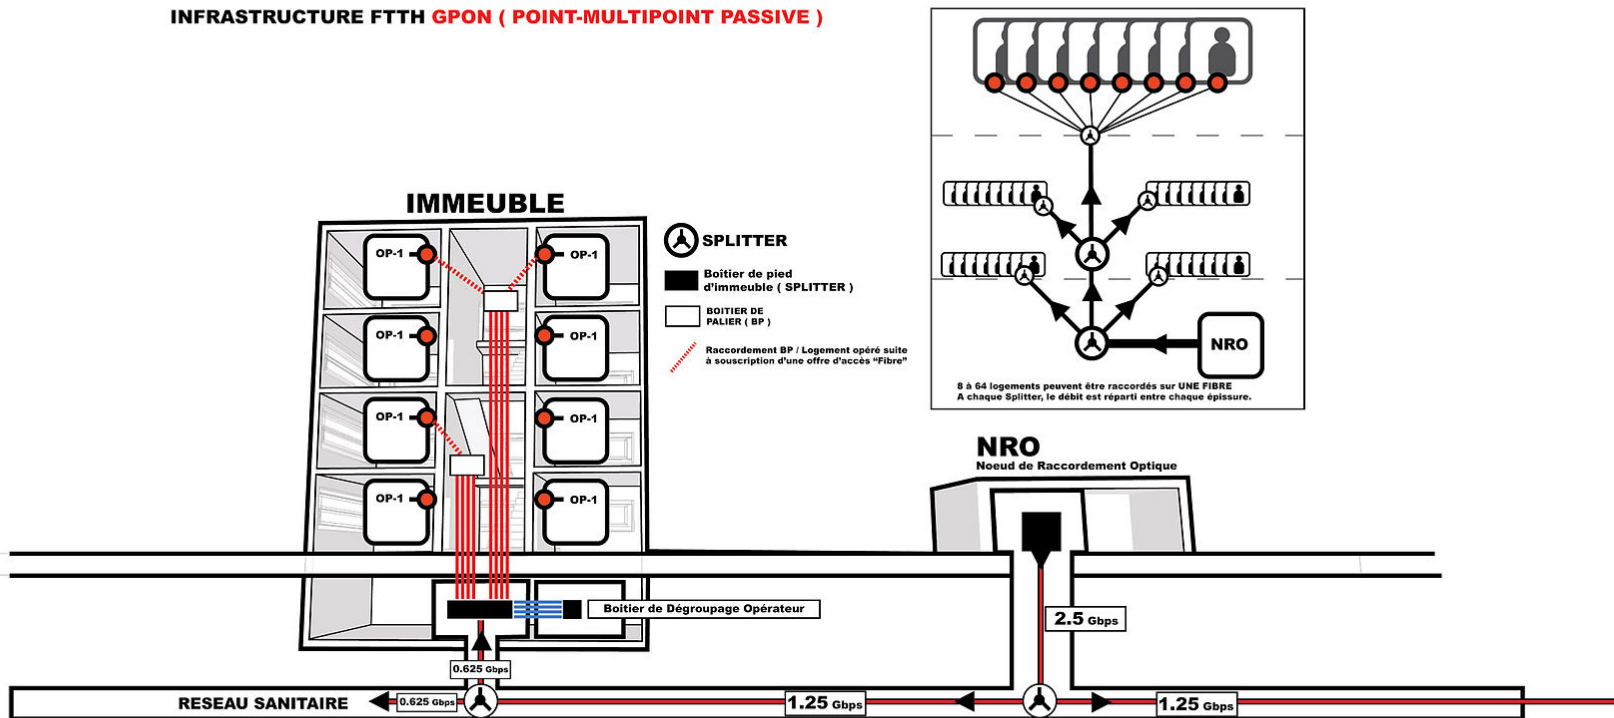 INFRASTRUCTURE FTTH GPON ( POINT-MULTIPOINT PASSIVE )
NRO
8 à 64 logements peuvent être raccordés sur UNE FIBRE
A chaque Splitter, le débit est réparti entre chaque épissure.
IMMEUBLE
OP-1
OP-1
OP-1
OP-1
OP-1
OP-1
OP-1
OP-1
SPLITTER
Boîtier de pied
d'immeuble ( SPLITTER )
BOITIER DE
PALIER ( BP )
Raccordement BP / Logement opéré suite
à souscription d'une offre d'accès "Fibre"
NRO
Noeud de Raccordement Optique
Boitier de Dégroupage Opérateur
2.5 Gbps
0.625 Gbps
RESEAU SANITAIRE
0.625 Gbps
1.25 Gbps
1.25 Gbps